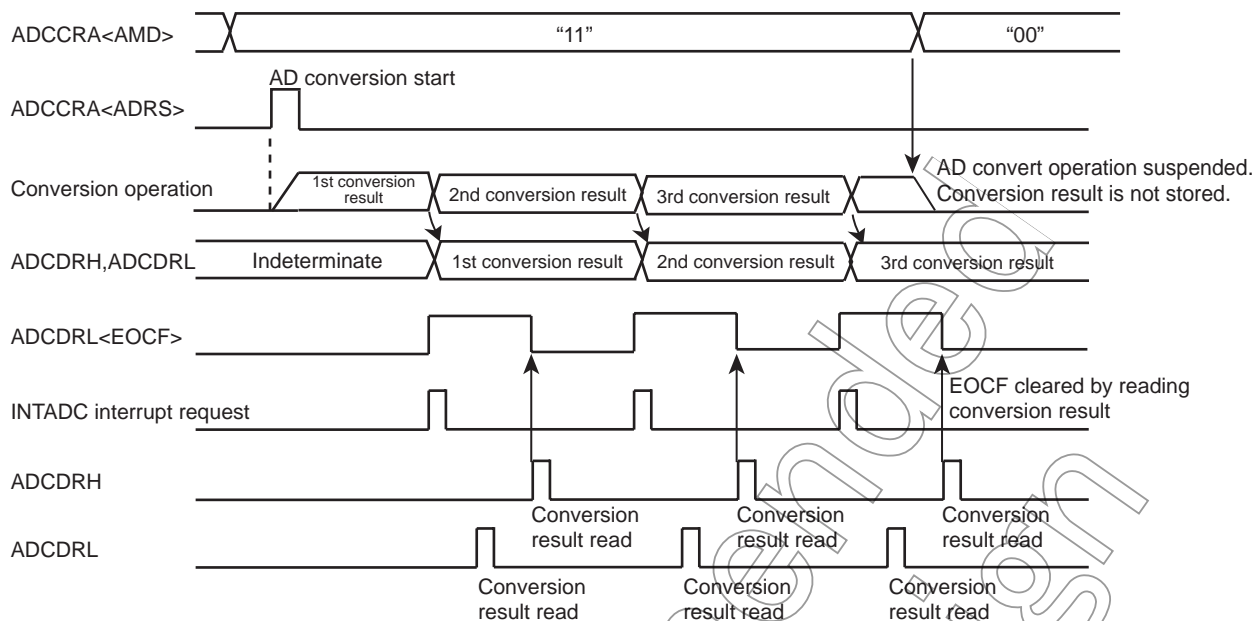 ADCCRA<AMD>
“11”
“00”
AD conversion start
ADCCRA<ADRS>
AD convert operation suspended.
Conversion result is not stored.
Conversion operation
1st conversion
result
2nd conversion result
3rd conversion result
ADCDRH,ADCDRL
Indeterminate
1st conversion result
2nd conversion result
3rd conversion result
ADCDRL<EOCF>
EOCF cleared by reading
conversion result
INTADC interrupt request
ADCDRH
Conversion
result read
Conversion
result read
Conversion
result read
ADCDRL
Conversion
result read
Conversion
result read
Conversion
result read